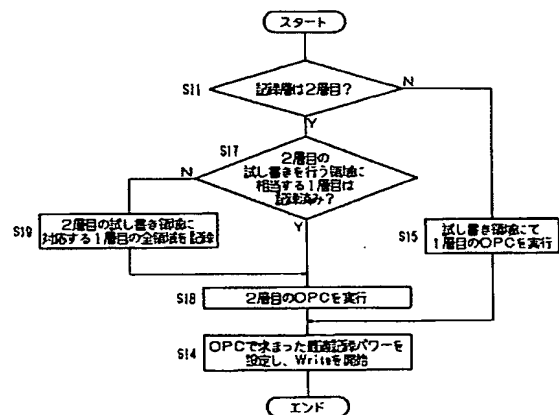 スタート
S11
記録層は2層目?
N
Y
S17
2層目の
試し書きを行う領域に
相当する1層目は
記録済み?
N
Y
S19
2層目の試し書き領域に
対応する1層目の全領域を記録
S15
試し書き領域にて
1層目のOPCを実行
S18
2層目のOPCを実行
S14
OPCで求まった最適記録パワーを
設定し、Writeを開始
エンド